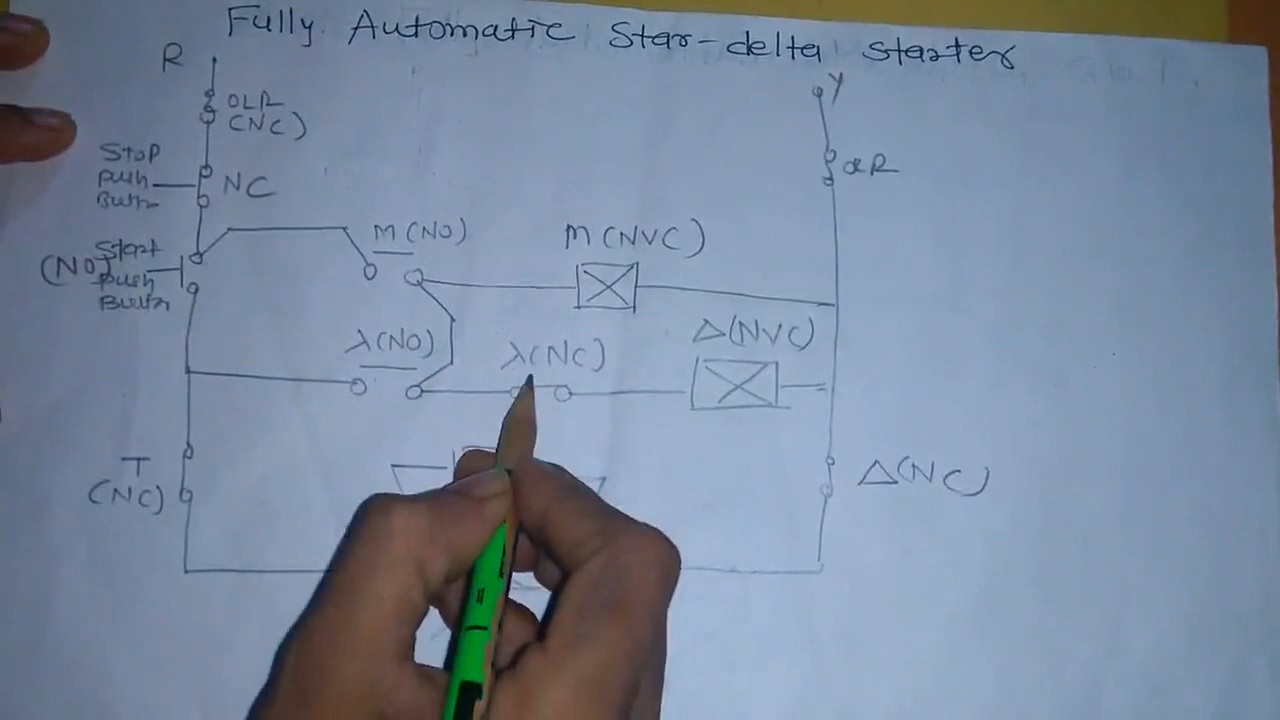 Fully Automatic Star-delta starter
R
OLR
(NC)
Stop
Push
Button
NC
Start
Push
Button
(NO)
M(NO)
M(NVC)
Y
OLR
λ(NO)
λ(NC)
Δ(NVC)
T
(NC)
Δ(NC)